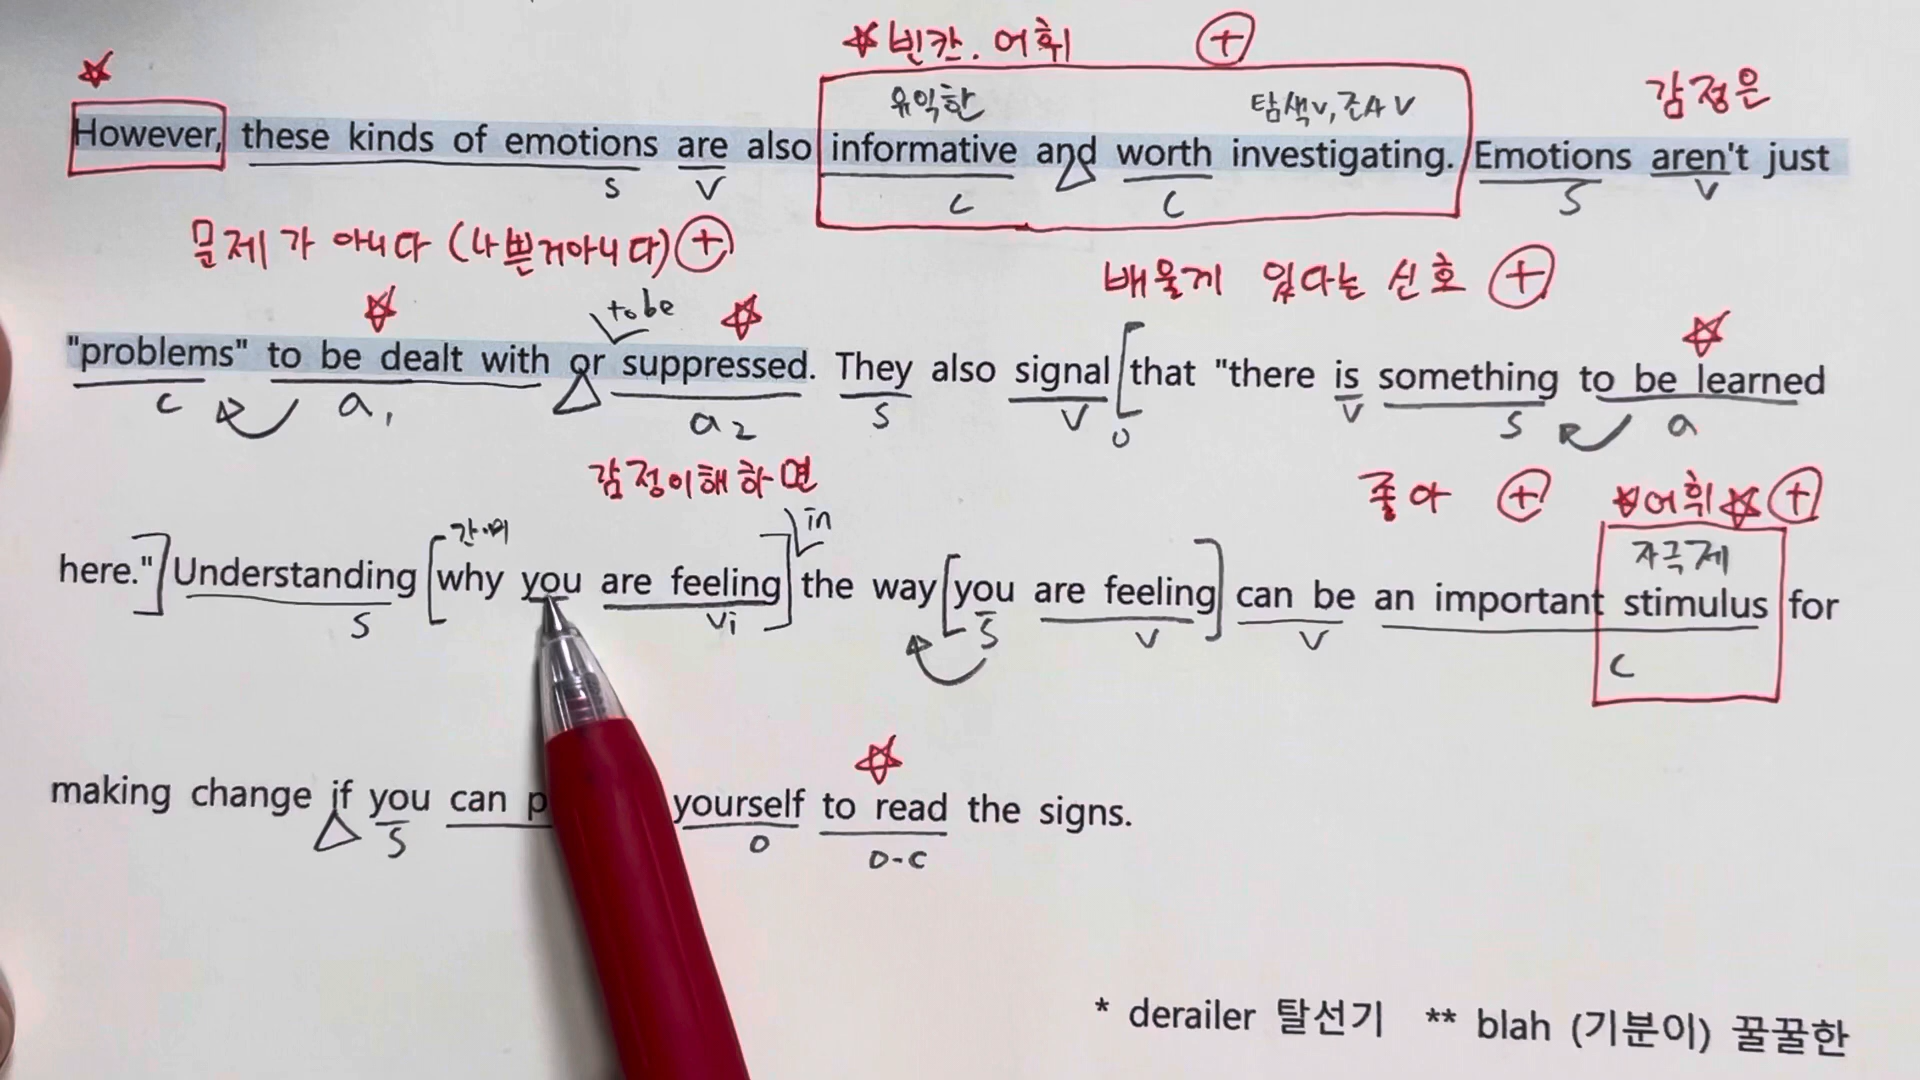 ☆빈칸. 어휘 +
유익한 탐색v, 조사v 감정은
However, these kinds of emotions are also informative and worth investigating. Emotions aren't just
S V C C S V
문제가 아니다 (나쁜거아니다) + 배울게 있다는 신호 +
to be
"problems" to be dealt with or suppressed. They also signal [that "there is something to be learned
C a1 a2 S V O V S a
감정이해하면 좋아 + ☆어휘☆ +
간·의 in 자극제
here."] Understanding [why you are feeling] the way [you are feeling] can be an important stimulus for
S Vi S V V C
making change if you can p yourself to read the signs.
S O O-C
* derailer 탈선기 ** blah (기분이) 꿀꿀한